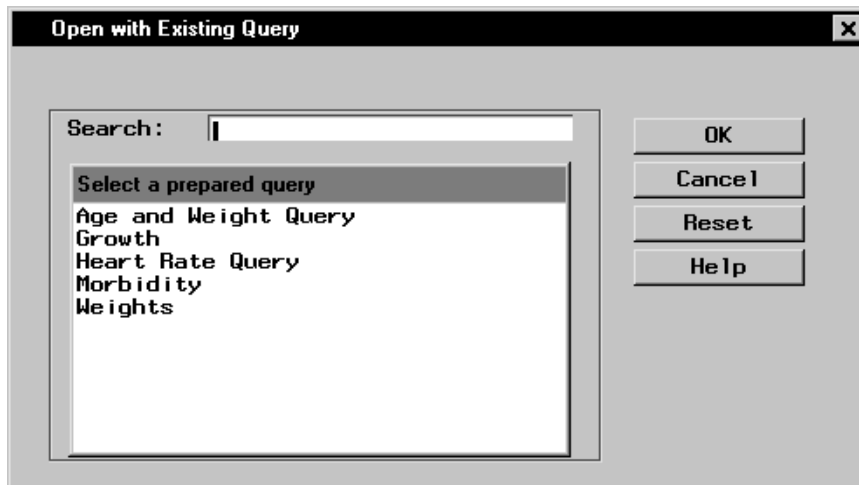 Open with Existing Query
Search:
OK
Select a prepared query
Cancel
Age and Weight Query
Reset
Growth
Heart Rate Query
Help
Morbidity
Weights